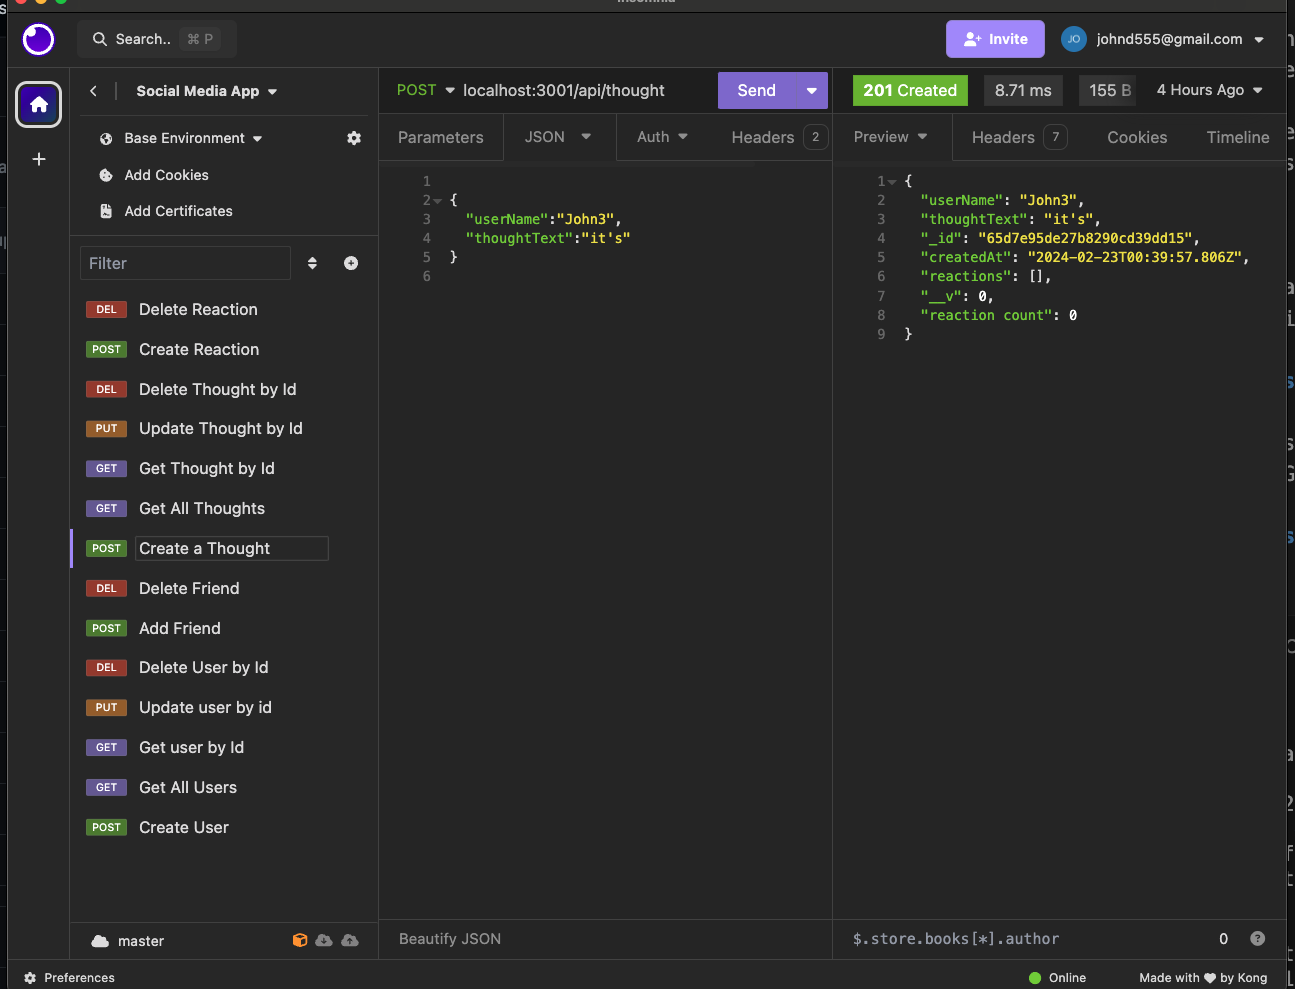 Search.. ⌘ P
Invite
JO
johnd555@gmail.com
Social Media App
Base Environment
Add Cookies
Add Certificates
Filter
DEL Delete Reaction
POST Create Reaction
DEL Delete Thought by Id
PUT Update Thought by Id
GET Get Thought by Id
GET Get All Thoughts
POST Create a Thought
DEL Delete Friend
POST Add Friend
DEL Delete User by Id
PUT Update user by id
GET Get user by Id
GET Get All Users
POST Create User
master
Preferences
POST localhost:3001/api/thought Send
Parameters JSON Auth Headers 2
1
2 {
3 "userName":"John3",
4 "thoughtText":"it's"
5 }
6
Beautify JSON
201 Created 8.71 ms 155 B 4 Hours Ago
Preview Headers 7 Cookies Timeline
1 {
2 "userName": "John3",
3 "thoughtText": "it's",
4 "_id": "65d7e95de27b8290cd39dd15",
5 "createdAt": "2024-02-23T00:39:57.806Z",
6 "reactions": [],
7 "__v": 0,
8 "reaction count": 0
9 }
$.store.books[*].author 0
Online
Made with ♥ by Kong